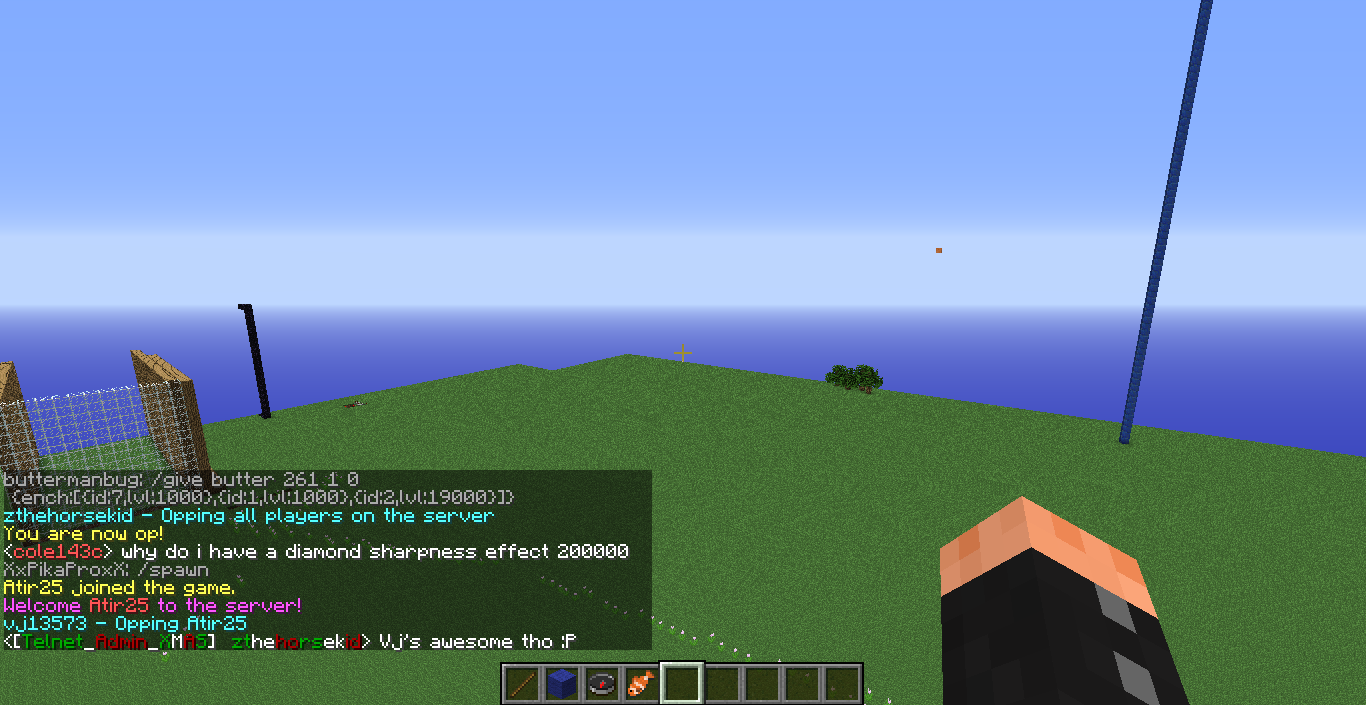 buttermanbug: /give butter 261 1 0
{ench:[{id:7,lvl:1000},{id:1,lvl:1000},{id:2,lvl:19000}]}
zthehorsekid - Opping all players on the server
You are now op!
<cole143c> why do i have a diamond sharpness effect 200000
XxPikaProxX: /spawn
Atir25 joined the game.
Welcome Atir25 to the server!
vj13573 - Opping Atir25
<[Telnet_Admin_XMAS] zthehorsekid> Vj's awesome tho :P